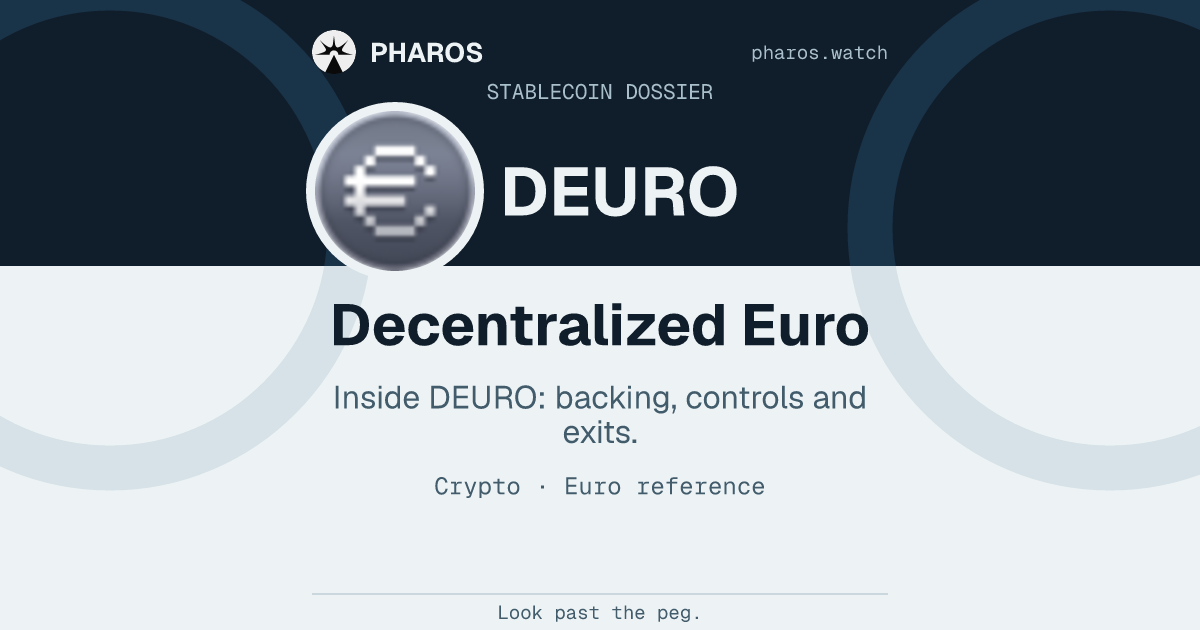 PHAROS
pharos.watch
STABLECOIN DOSSIER
€
DEURO
Decentralized Euro
Inside DEURO: backing, controls and
exits.
Crypto · Euro reference
Look past the peg.